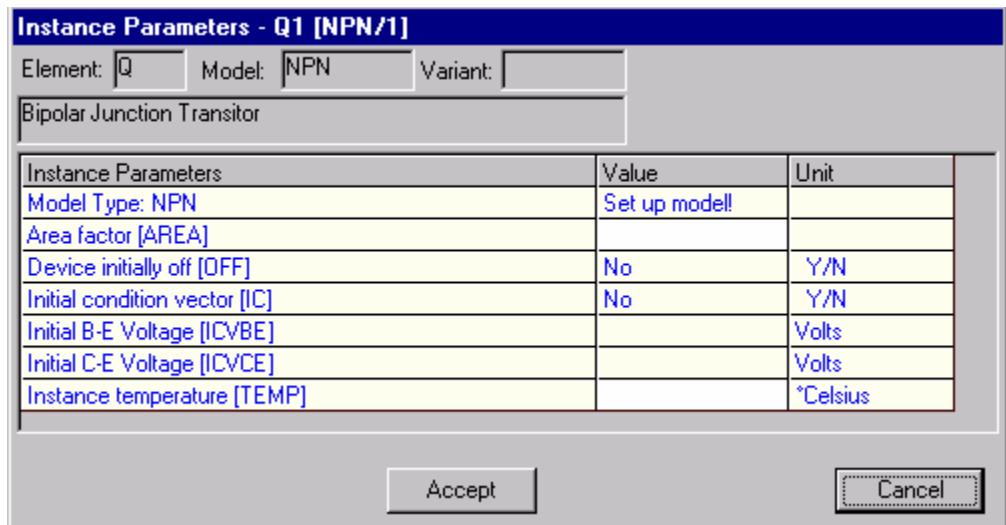 Instance Parameters - Q1 [NPN/1]
Element: Q Model: NPN Variant:
Bipolar Junction Transitor
Instance Parameters Value Unit
Model Type: NPN Set up model!
Area factor [AREA]
Device initially off [OFF] No Y/N
Initial condition vector [IC] No Y/N
Initial B-E Voltage [ICVBE] Volts
Initial C-E Voltage [ICVCE] Volts
Instance temperature [TEMP] °Celsius
Accept Cancel